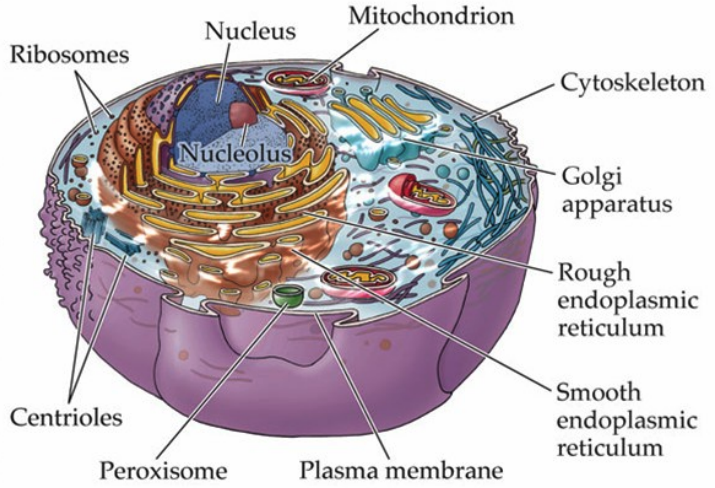 Mitochondrion
Nucleus
Ribosomes
Cytoskeleton
Nucleolus
Golgi
apparatus
Rough
endoplasmic
reticulum
Smooth
endoplasmic
reticulum
Centrioles
Peroxisome
Plasma membrane